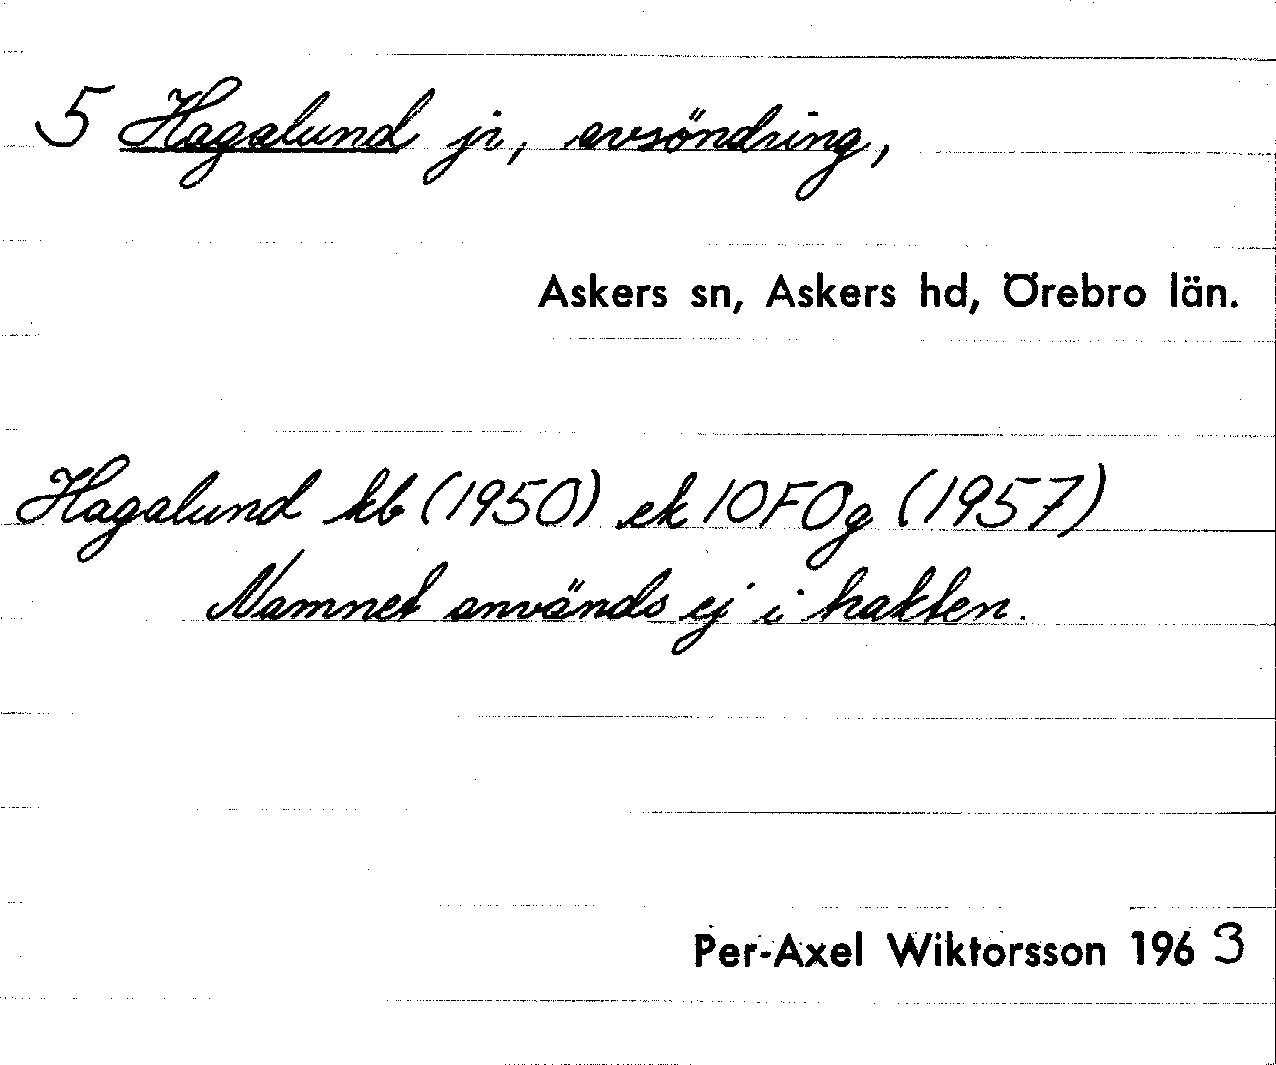 5 Hagalund jr, avsöndring,
Askers sn, Askers hd, Örebro län.
Hagalund kb (1950) ek 10F0g (1957)
Namnet används ej i trakten.
Per-Axel Wiktorsson 1963